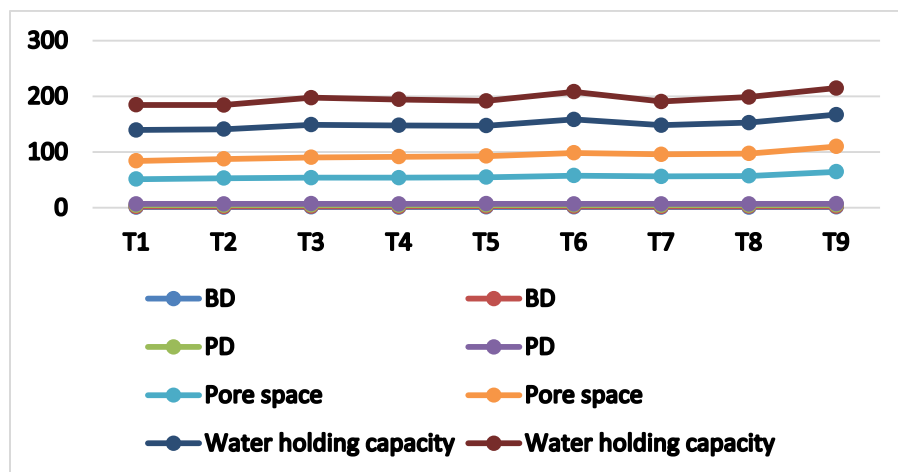 300
200
100
0
T1 T2 T3 T4 T5 T6 T7 T8 T9
BD BD
PD PD
Pore space Pore space
Water holding capacity Water holding capacity